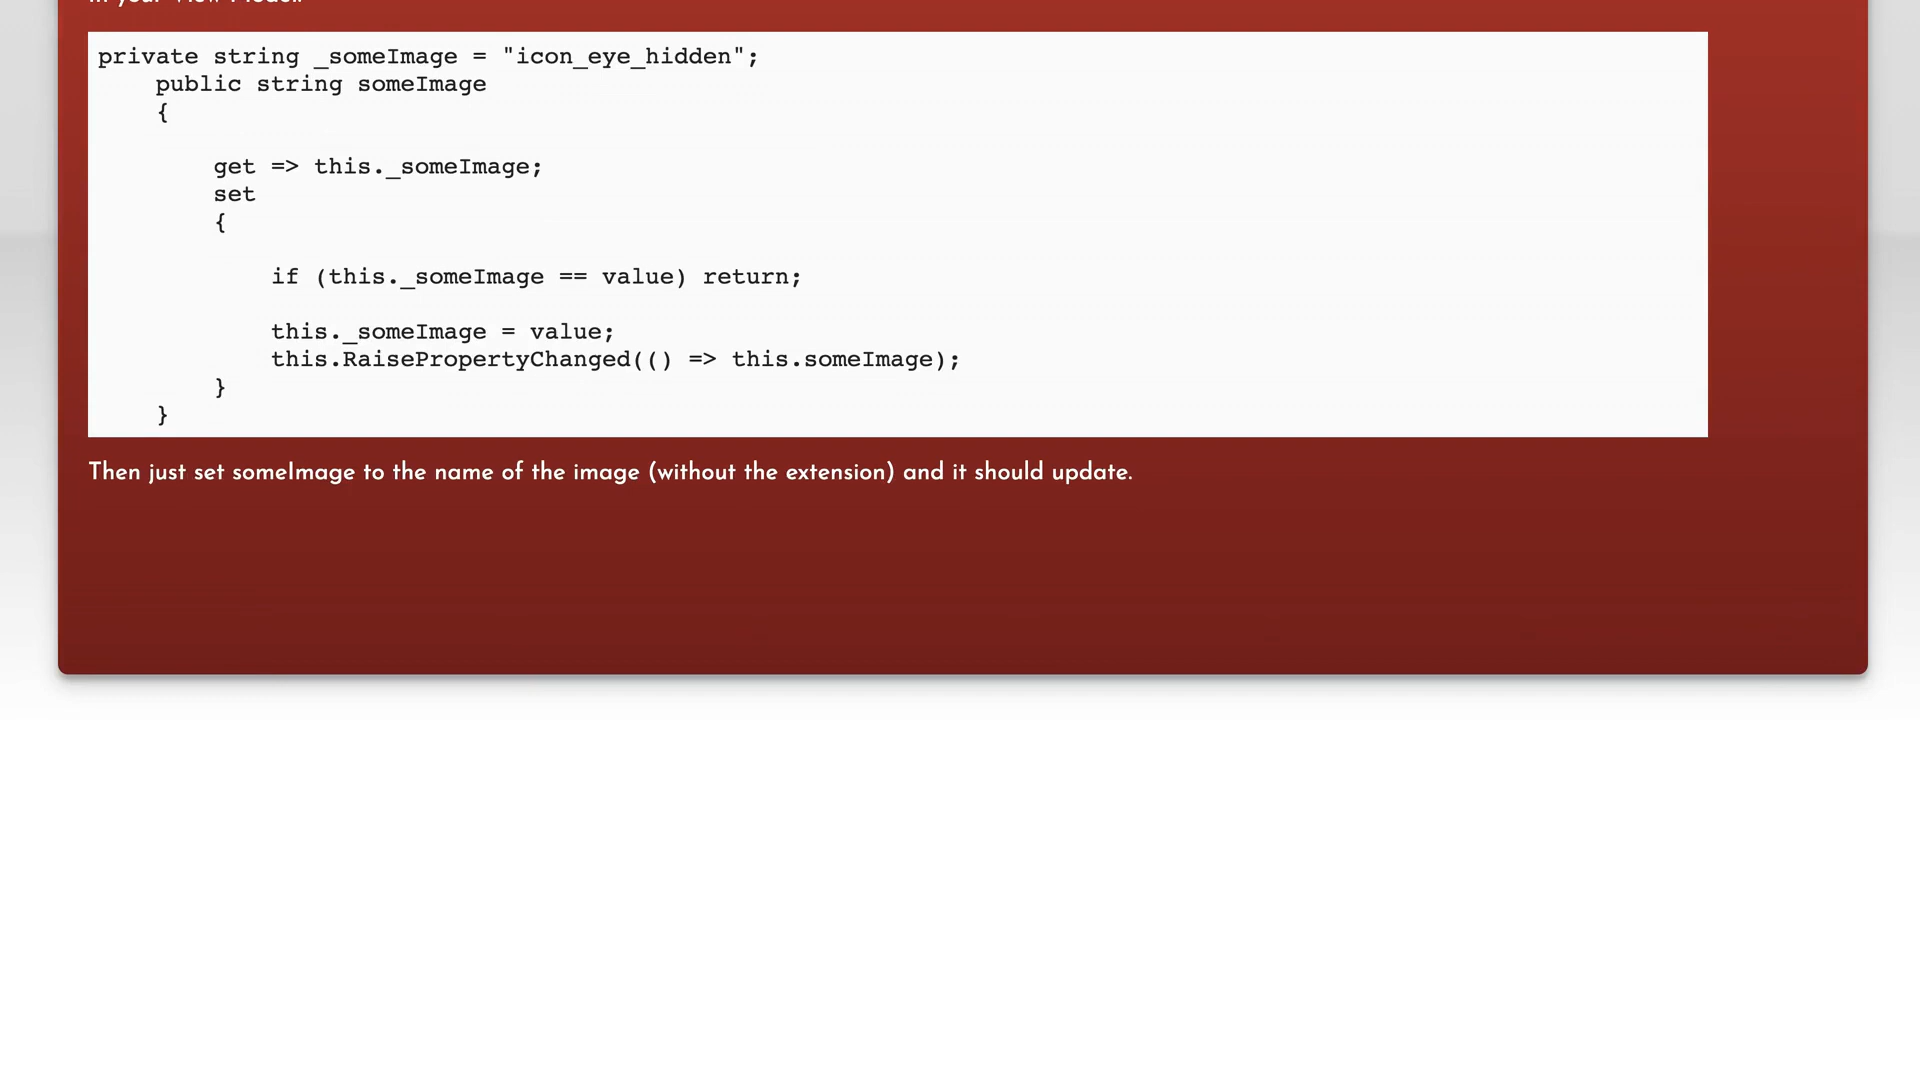 private string _someImage = "icon_eye_hidden";
    public string someImage
    {
        get => this._someImage;
        set
        {
            if (this._someImage == value) return;
            this._someImage = value;
            this.RaisePropertyChanged(() => this.someImage);
        }
    }
Then just set someImage to the name of the image (without the extension) and it should update.